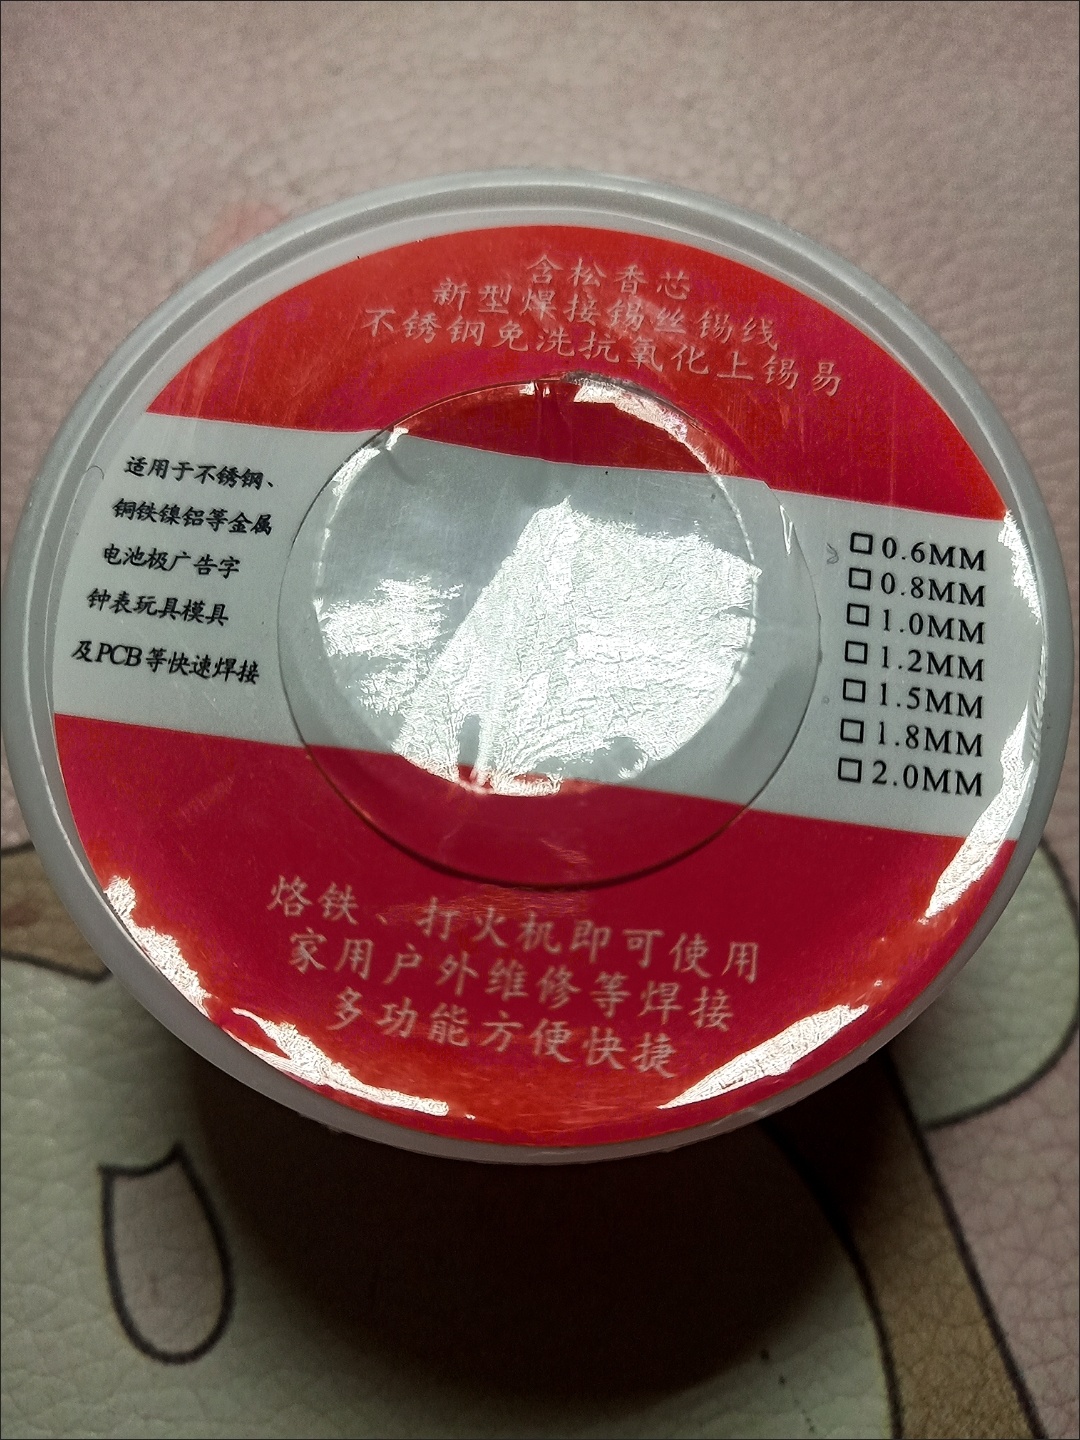 含松香芯
新型焊接锡丝锡线
不锈钢免洗抗氧化上锡易
适用于不锈钢、
铜铁镍铝等金属
电池极广告字
钟表玩具模具
及PCB等快速焊接
☐0.6MM
☐0.8MM
☐1.0MM
☐1.2MM
☐1.5MM
☐1.8MM
☐2.0MM
烙铁、打火机即可使用
家用户外维修等焊接
多功能方便快捷